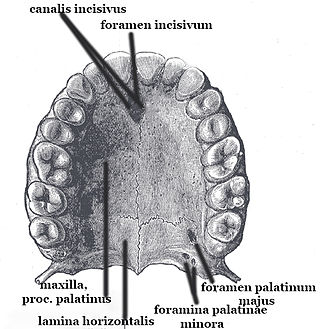 canalis incisivus
foramen incisivum
maxilla,
proc. palatinus
foramen palatinum
majus
foramina palatinae
minora
lamina horizontalis